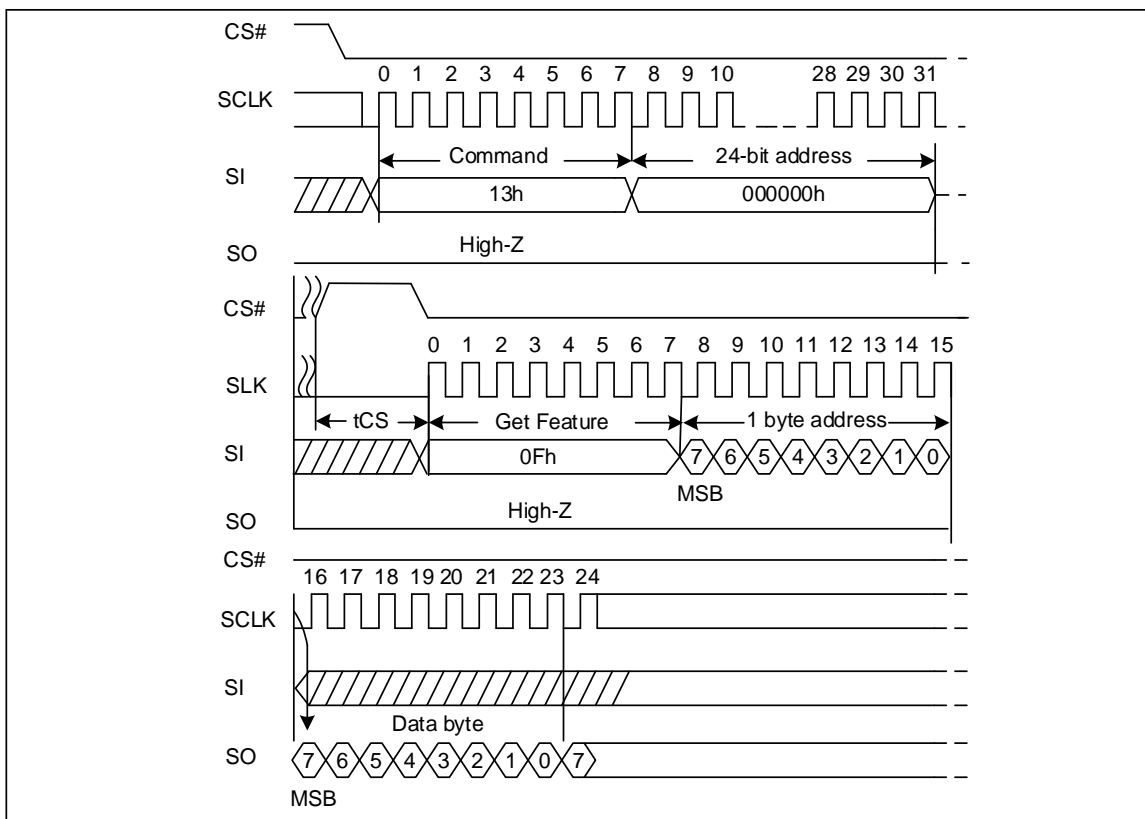 CS#
0 1 2 3 4 5 6 7 8 9 10 28 29 30 31
SCLK
Command 24-bit address
SI
13h 000000h
High-Z
SO
CS#
0 1 2 3 4 5 6 7 8 9 10 11 12 13 14 15
SLK
tCS Get Feature 1 byte address
SI 0Fh 7 6 5 4 3 2 1 0
MSB
High-Z
SO
CS#
16 17 18 19 20 21 22 23 24
SCLK
SI
Data byte
SO 7 6 5 4 3 2 1 0 7
MSB